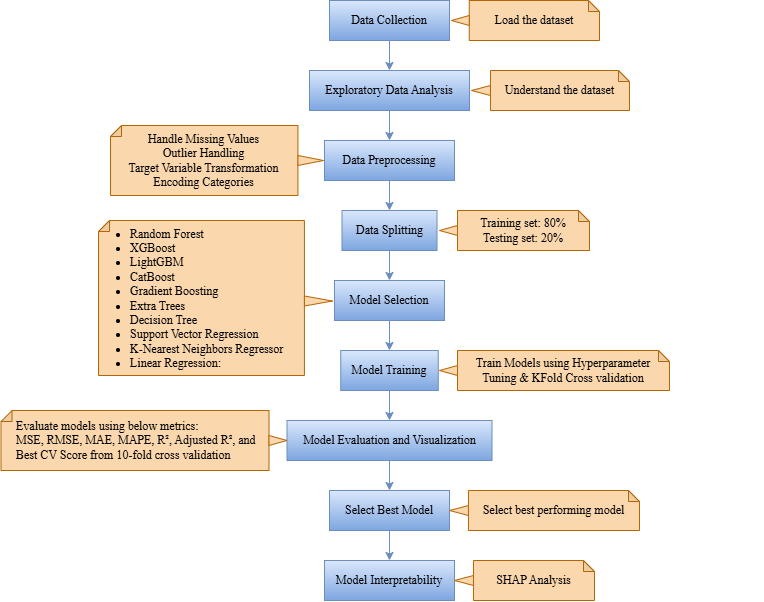 Data Collection
Load the dataset
Exploratory Data Analysis
Understand the dataset
Handle Missing Values
Outlier Handling
Target Variable Transformation
Encoding Categories
Data Preprocessing
Data Splitting
Training set: 80%
Testing set: 20%
• Random Forest
• XGBoost
• LightGBM
• CatBoost
• Gradient Boosting
• Extra Trees
• Decision Tree
• Support Vector Regression
• K-Nearest Neighbors Regressor
• Linear Regression:
Model Selection
Model Training
Train Models using Hyperparameter
Tuning & KFold Cross validation
Evaluate models using below metrics:
MSE, RMSE, MAE, MAPE, R², Adjusted R², and
Best CV Score from 10-fold cross validation
Model Evaluation and Visualization
Select Best Model
Select best performing model
Model Interpretability
SHAP Analysis